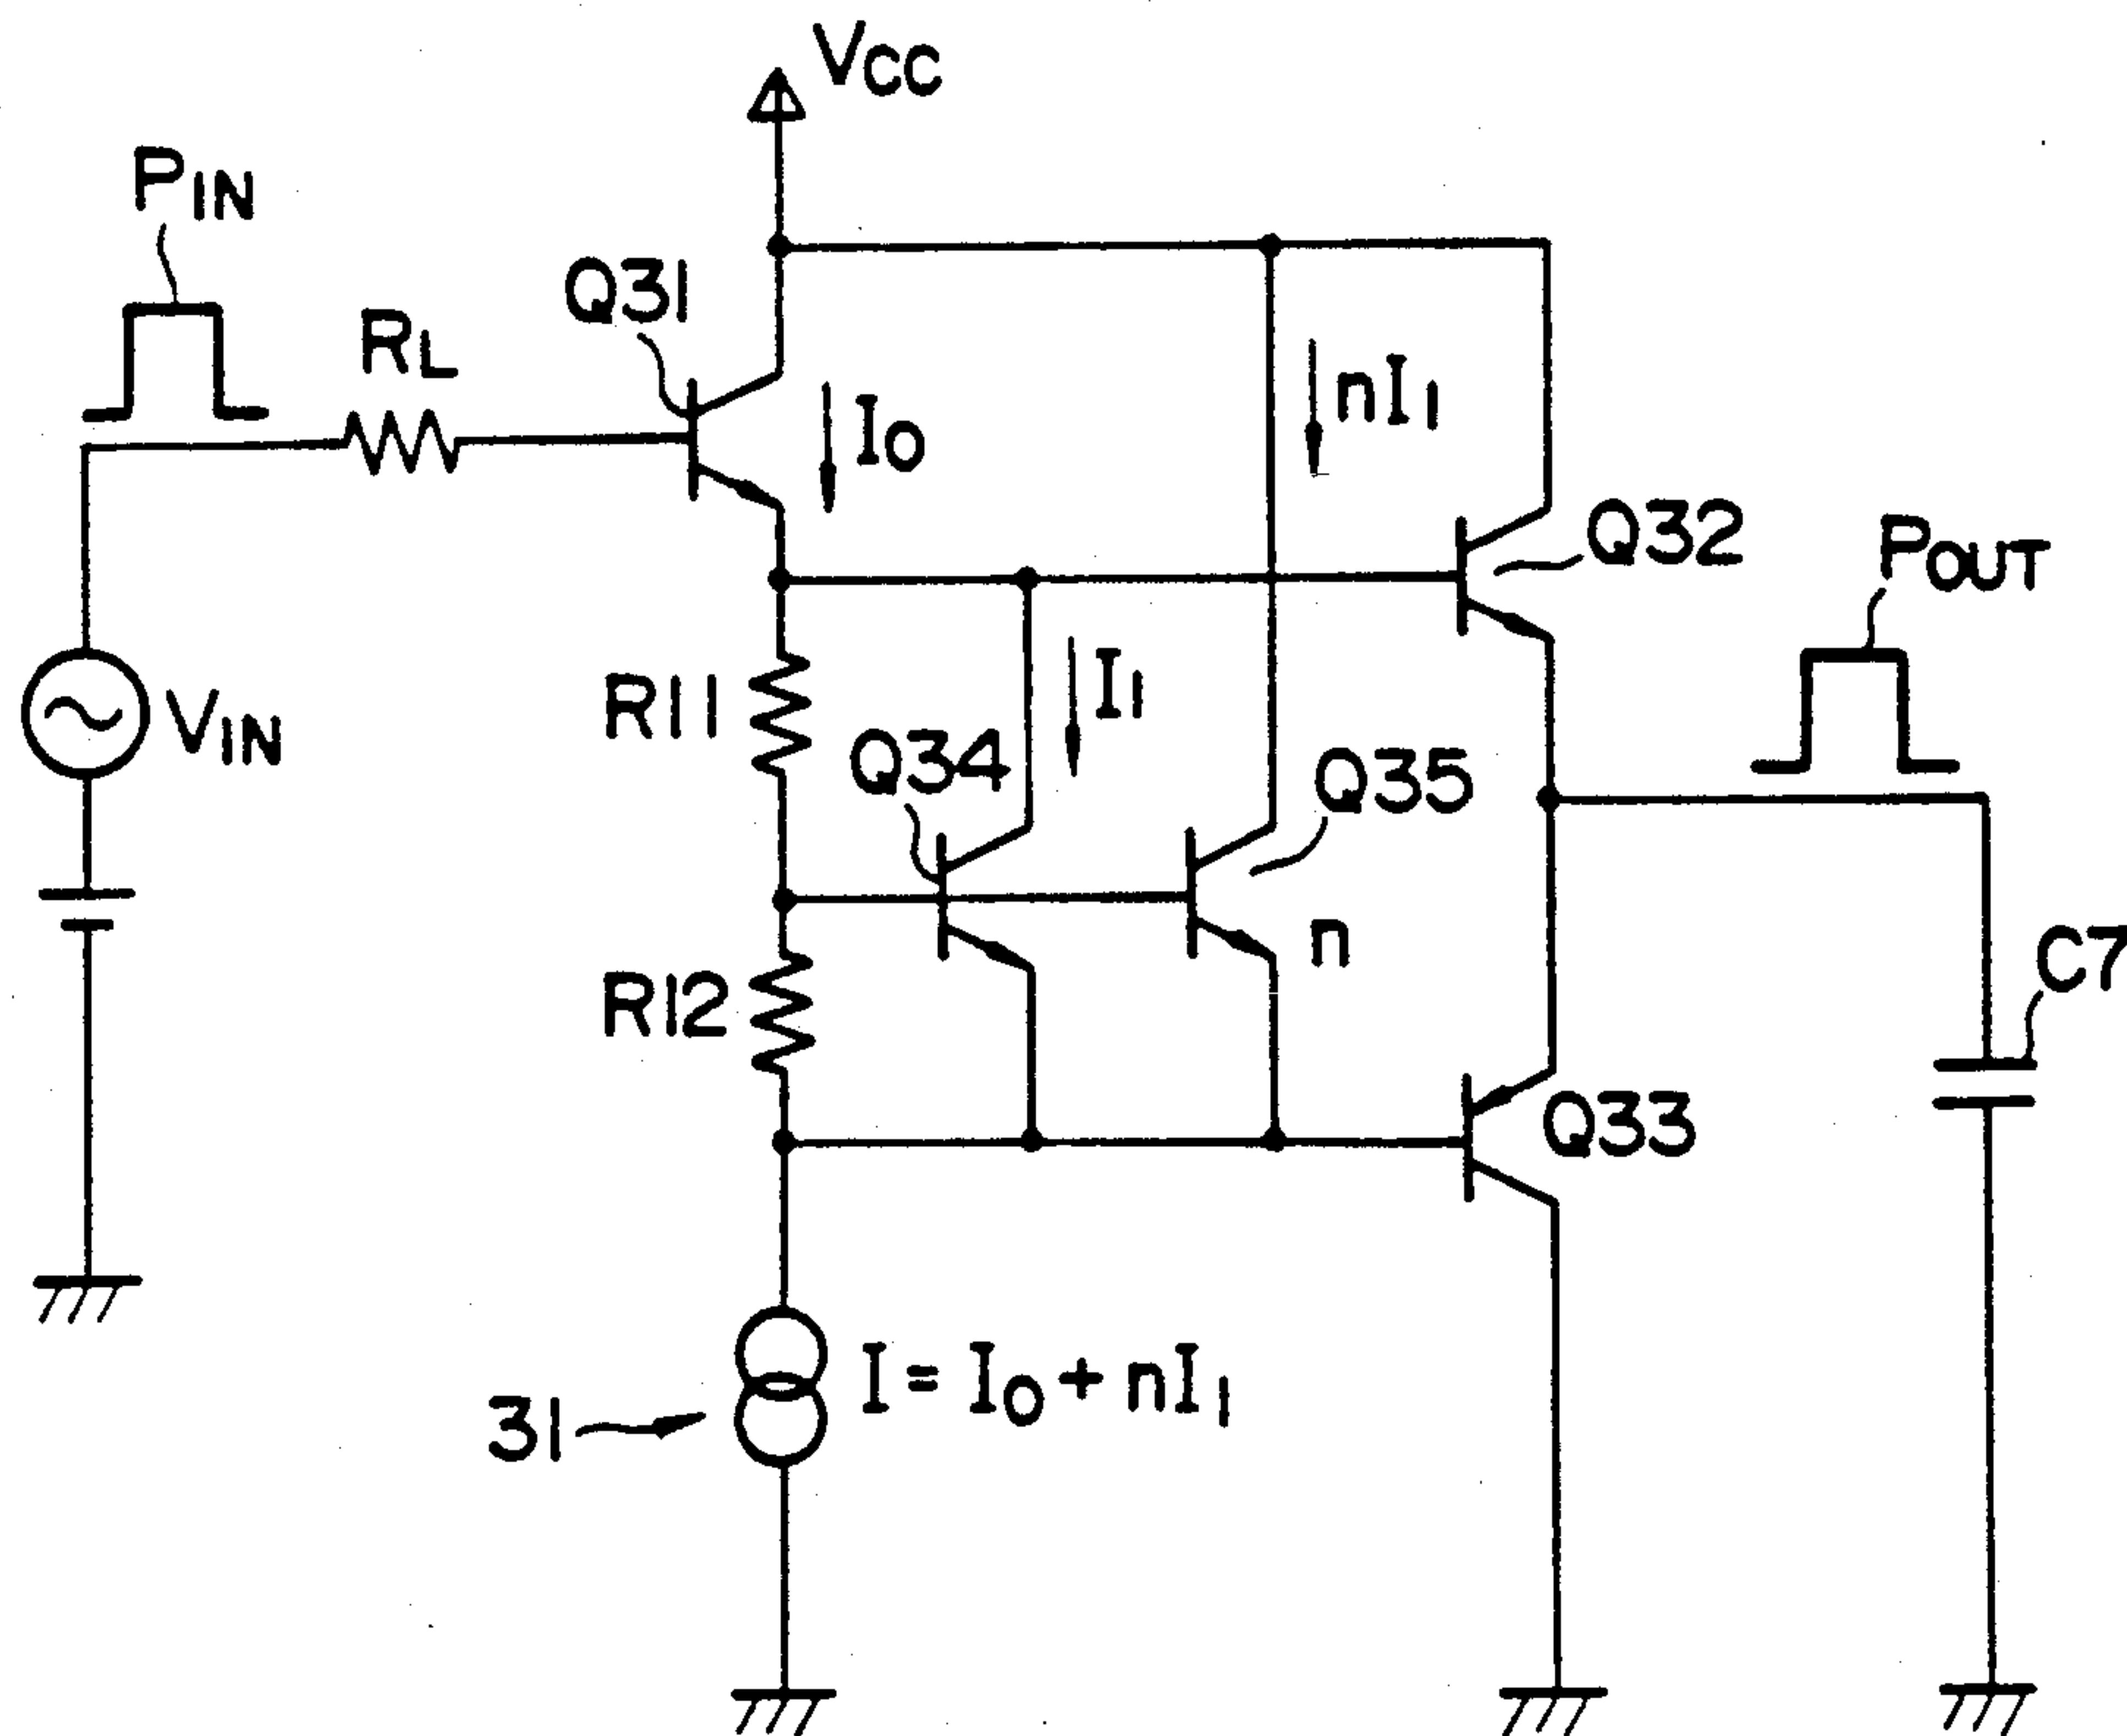 VCC
PIN
Q31
RL
I0
nI1
Q32
POUT
R11
I1
VIN
Q34
Q35
n
R12
C7
Q33
I = I0 + nI1
31